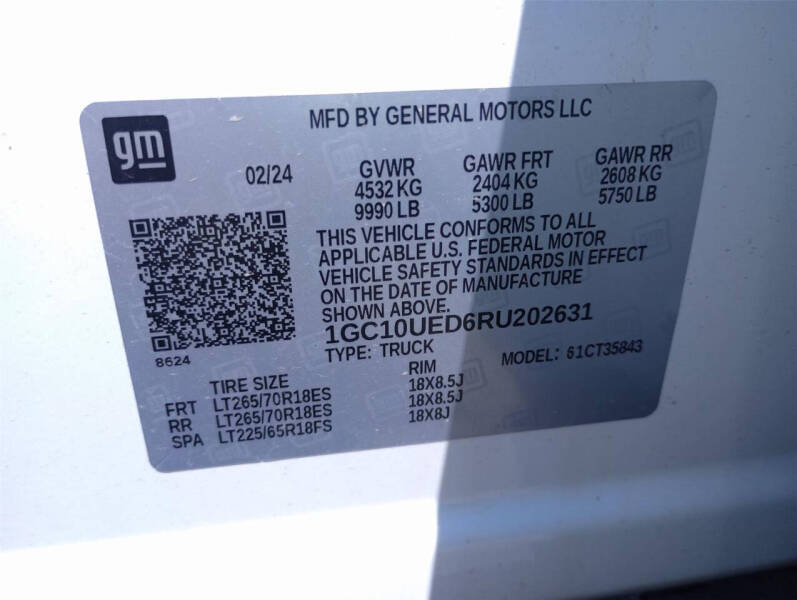 gm
MFD BY GENERAL MOTORS LLC
02/24
GVWR
4532 KG
9990 LB
GAWR FRT
2404 KG
5300 LB
GAWR RR
2608 KG
5750 LB
THIS VEHICLE CONFORMS TO ALL
APPLICABLE U.S. FEDERAL MOTOR
VEHICLE SAFETY STANDARDS IN EFFECT
ON THE DATE OF MANUFACTURE
SHOWN ABOVE.
1GC10UED6RU202631
TYPE: TRUCK
MODEL: 61CT35843
8624
TIRE SIZE
RIM
FRT LT265/70R18ES 18X8.5J
RR LT265/70R18ES 18X8.5J
SPA LT225/65R18FS 18X8J